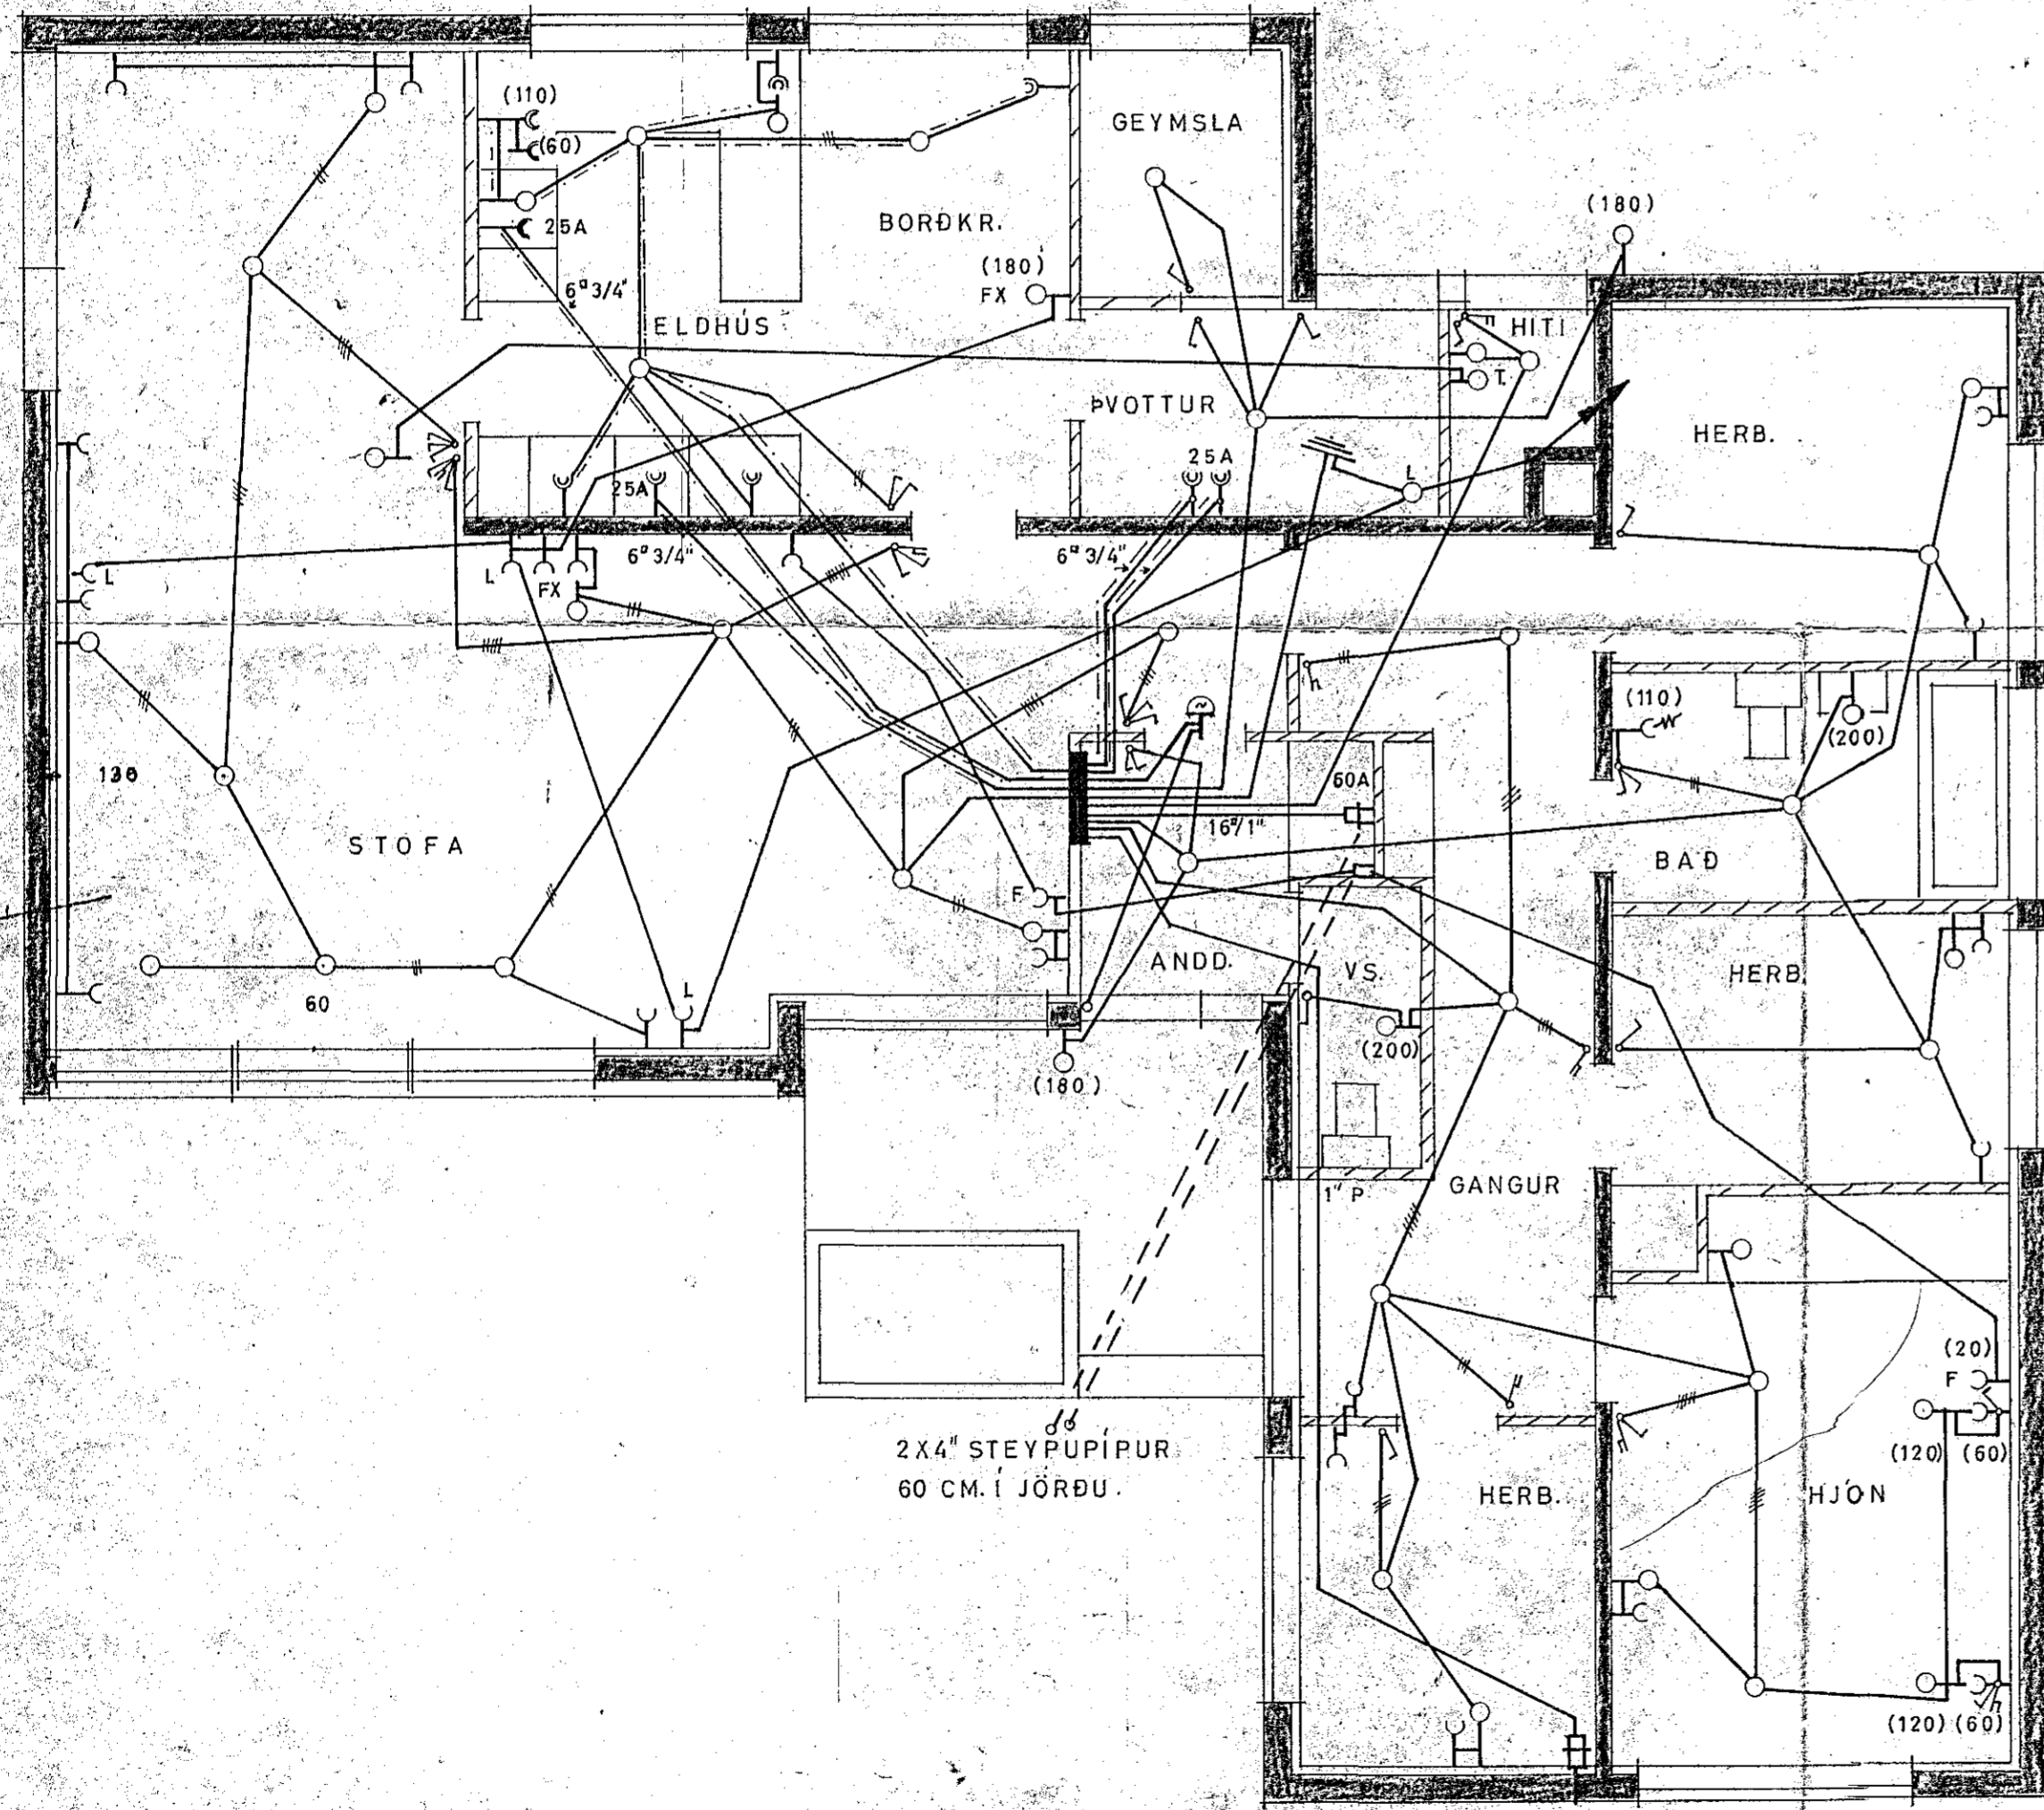 (110)
(60)
GEYMSLA
(180)
25A
BORÐKR.
(180)
FX
6▫ 3/4"
ELDHÚS
HITI
T.
ÞVOTTUR
HERB.
25A
25A
L
6▫ 3/4"
6▫ 3/4"
L
L
FX
(110)
(200)
130
60A
STOFA
16▫/1"
BAÐ
F
ANDD.
VS.
HERB.
60
L
(200)
(180)
1" P
GANGUR
(20)
F
2X4" STEYPUPÍPUR
60 CM. Í JÖRÐU.
(120) (60)
HERB.
HJÓN
(120) (60)